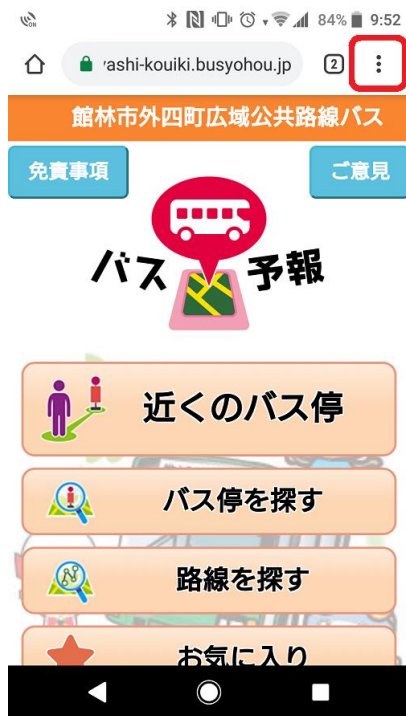 84% 9:52
yashi-kouiki.busyohou.jp 2
館林市外四町広域公共路線バス
免責事項 ご意見
バス 予報
近くのバス停
バス停を探す
路線を探す
お気に入り